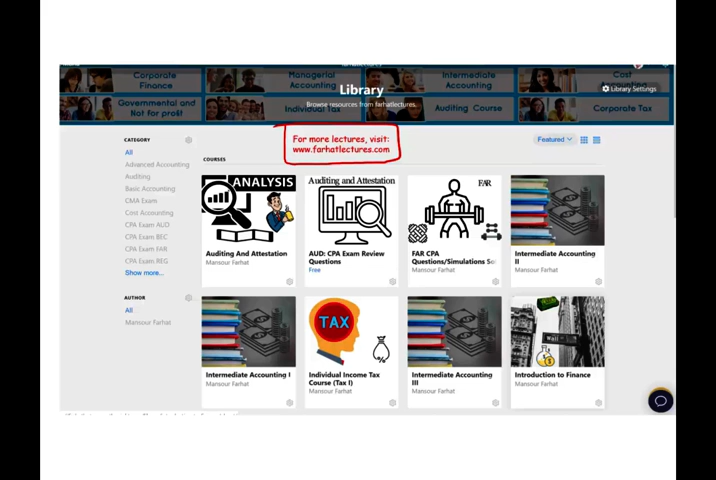 Corporate
Finance
Managerial
Accounting
Intermediate
Accounting
Cost
Accounting
Library
Library Settings
Browse resources from farhatlectures.
Governmental and
Not for profit
Individual Tax
Auditing Course
Corporate Tax
For more lectures, visit:
www.farhatlectures.com
Featured
CATEGORY
All
Advanced Accounting
Auditing
Basic Accounting
CMA Exam
Cost Accounting
CPA Exam AUD
CPA Exam BEC
CPA Exam FAR
CPA Exam REG
Show more...
AUTHOR
All
Mansour Farhat
COURSES
ANALYSIS
Auditing And Attestation
Mansour Farhat
Auditing and Attestation
AUD: CPA Exam Review
Questions
Free
FAR
FAR CPA
Questions/Simulations So
Mansour Farhat
Intermediate Accounting
II
Mansour Farhat
Intermediate Accounting I
Mansour Farhat
TAX
Individual Income Tax
Course (Tax I)
Mansour Farhat
Intermediate Accounting
III
Mansour Farhat
Wall
Introduction to Finance
Mansour Farhat